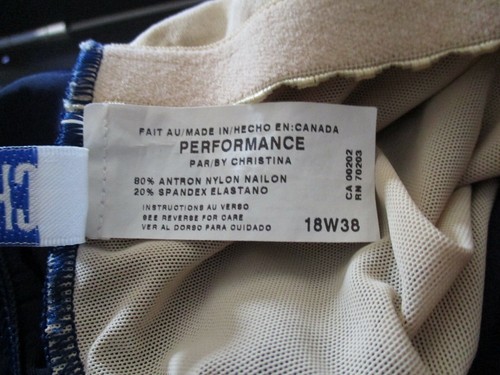 FAIT AU/MADE IN/HECHO EN:CANADA
PERFORMANCE
PAR/BY CHRISTINA
80% ANTRON NYLON NAILON
20% SPANDEX ELASTANO
INSTRUCTIONS AU VERSO
SEE REVERSE FOR CARE
VER AL DORSO PARA CUIDADO
18W38
CA 00202
RN 70203
CH